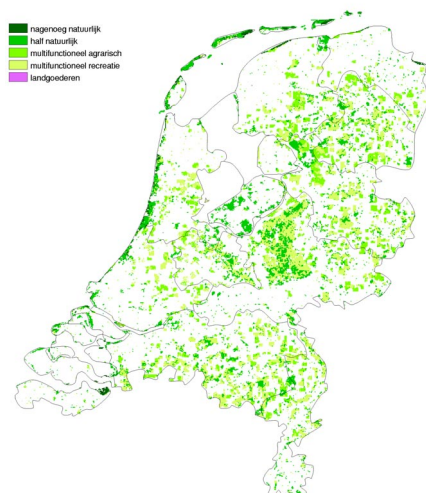 nagenoeg natuurlijk
half natuurlijk
multifunctioneel agrarisch
multifunctioneel recreatie
landgoederen